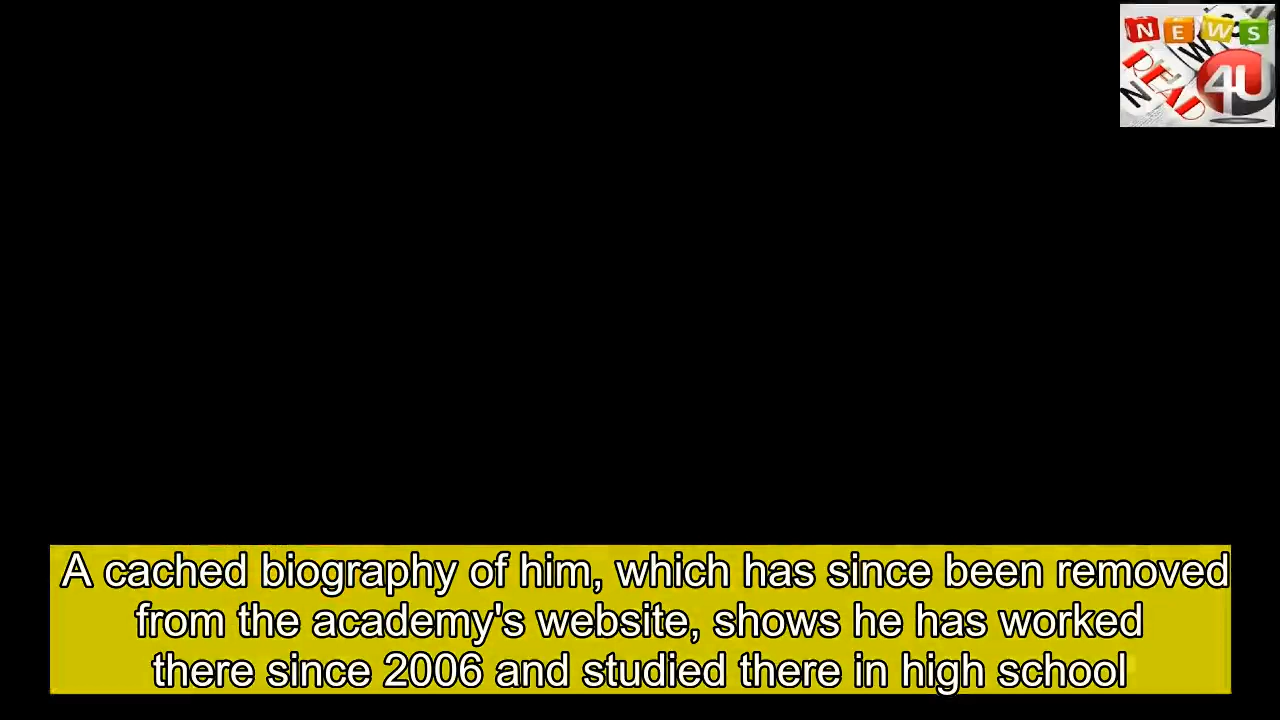 NEWS
READ
N
W
4U
A cached biography of him, which has since been removed
from the academy's website, shows he has worked
there since 2006 and studied there in high school